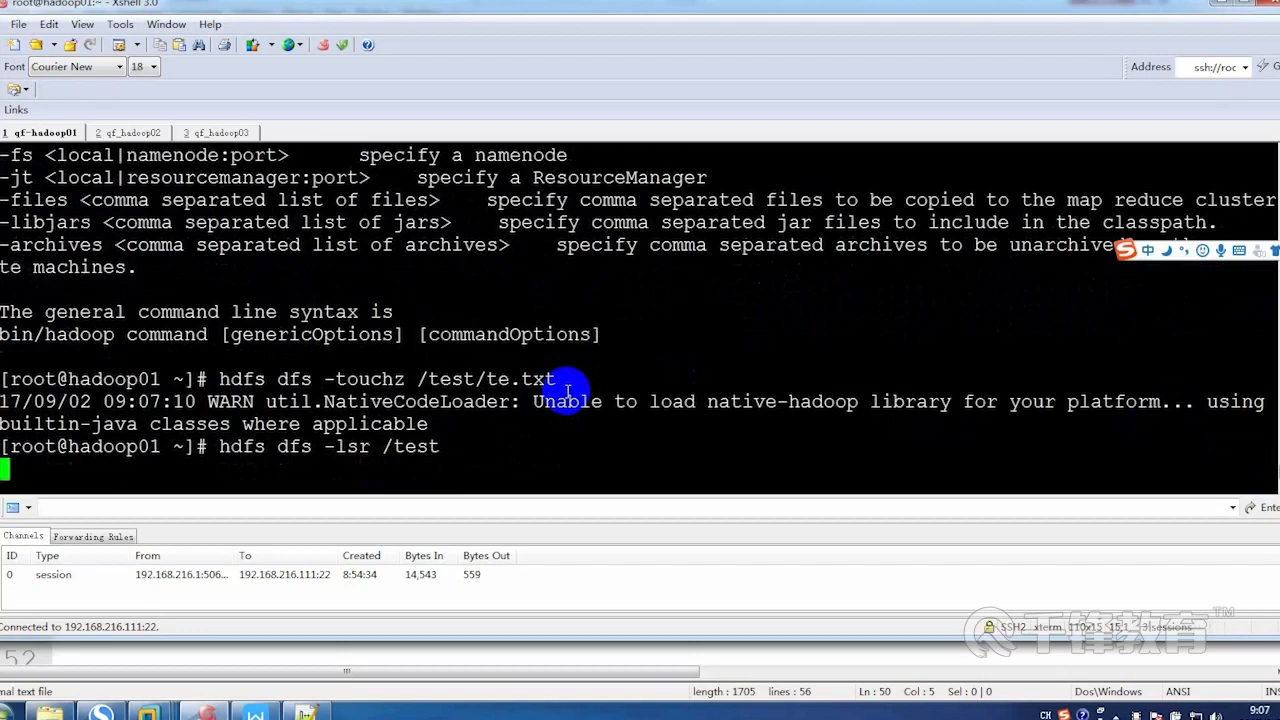 root@hadoop01:~ - Xshell 3.0
File Edit View Tools Window Help
Font Courier New 18 Address ssh://roc
Links
1 qf-hadoop01 2 qf_hadoop02 3 qf_hadoop03
-fs <local|namenode:port>      specify a namenode
-jt <local|resourcemanager:port>    specify a ResourceManager
-files <comma separated list of files>    specify comma separated files to be copied to the map reduce cluster
-libjars <comma separated list of jars>    specify comma separated jar files to include in the classpath.
-archives <comma separated list of archives>    specify comma separated archives to be unarchive
te machines.
中
The general command line syntax is
bin/hadoop command [genericOptions] [commandOptions]
[root@hadoop01 ~]# hdfs dfs -touchz /test/te.txt
17/09/02 09:07:10 WARN util.NativeCodeLoader: Unable to load native-hadoop library for your platform... using
builtin-java classes where applicable
[root@hadoop01 ~]# hdfs dfs -lsr /test
Ente
Channels Forwarding Rules
ID Type From To Created Bytes In Bytes Out
0 session 192.168.216.1:506... 192.168.216.111:22 8:54:34 14,543 559
Connected to 192.168.216.111:22.
SSH2 xterm 110x15 15,1 3 sessions
千锋教育 TM
52
mal text file length : 1705 lines : 56 Ln : 50 Col : 5 Sel : 0 | 0 Dos\Windows ANSI INS
CH 9:07